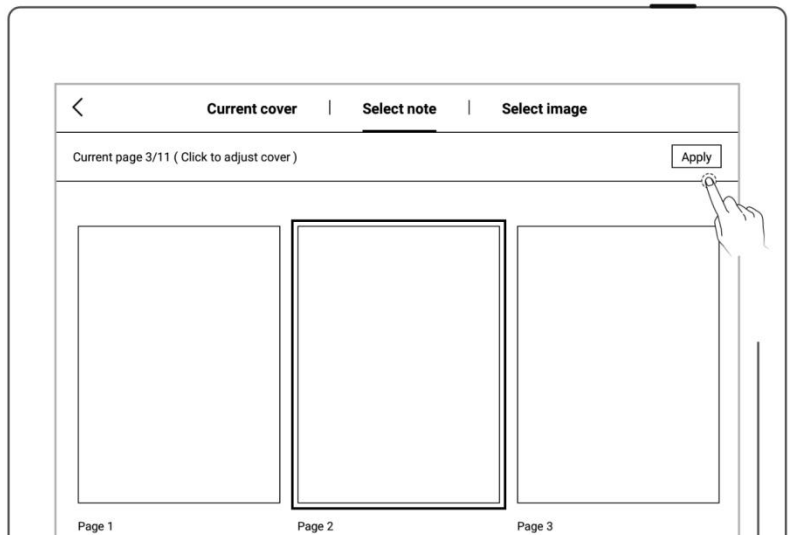 Current cover | Select note | Select image
Current page 3/11 ( Click to adjust cover )
Apply
Page 1
Page 2
Page 3